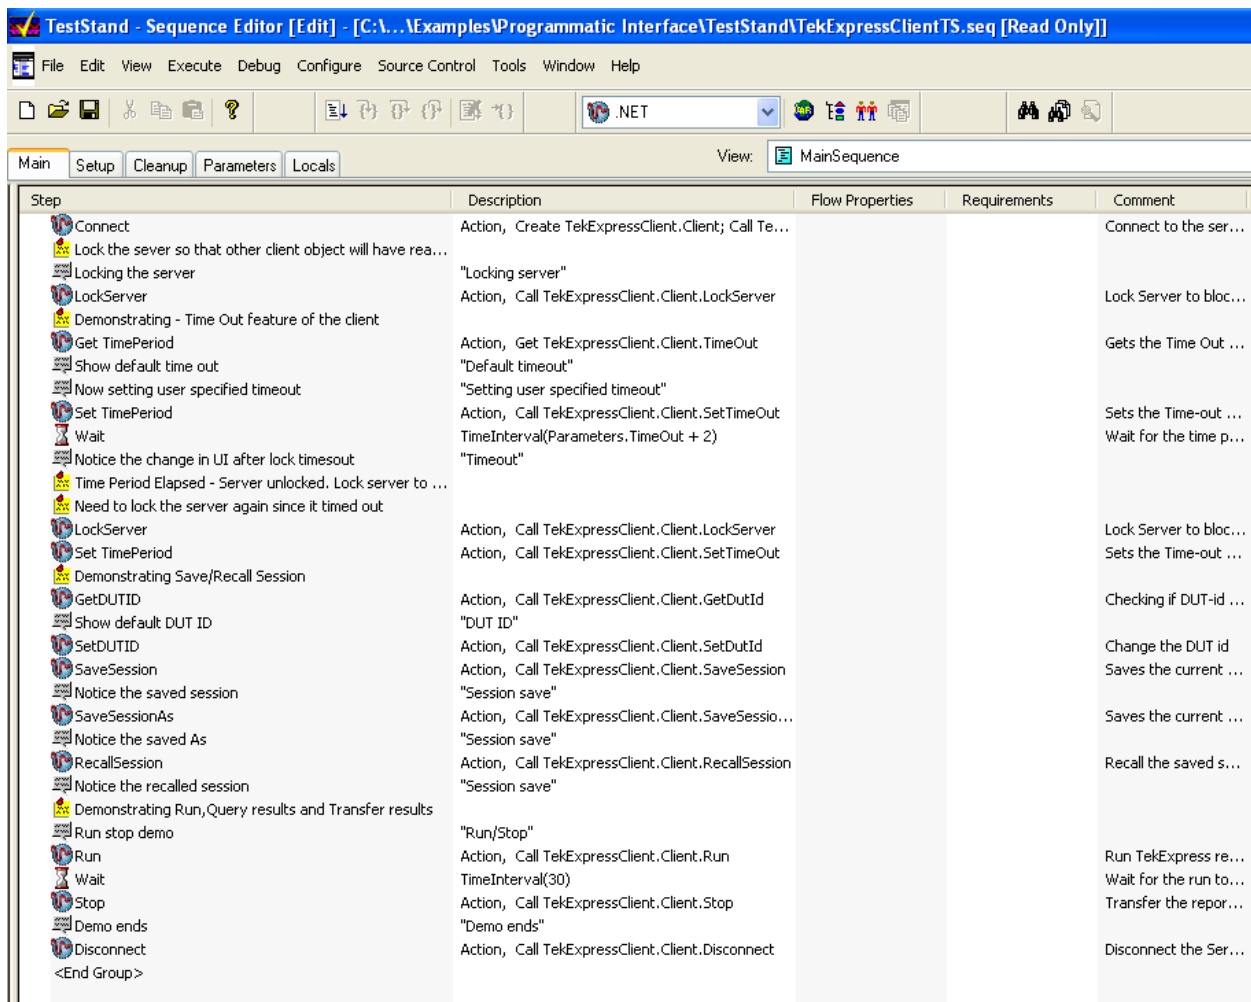 TestStand - Sequence Editor [Edit] - [C:\...\Examples\Programmatic Interface\TestStand\TekExpressClientTS.seq [Read Only]]
File Edit View Execute Debug Configure Source Control Tools Window Help
.NET
Main Setup Cleanup Parameters Locals View: MainSequence
Step Description Flow Properties Requirements Comment
Connect Action, Create TekExpressClient.Client; Call Te... Connect to the ser...
Lock the sever so that other client object will have rea...
Locking the server "Locking server"
LockServer Action, Call TekExpressClient.Client.LockServer Lock Server to bloc...
Demonstrating - Time Out feature of the client
Get TimePeriod Action, Get TekExpressClient.Client.TimeOut Gets the Time Out ...
Show default time out "Default timeout"
Now setting user specified timeout "Setting user specified timeout"
Set TimePeriod Action, Call TekExpressClient.Client.SetTimeOut Sets the Time-out ...
Wait TimeInterval(Parameters.TimeOut + 2) Wait for the time p...
Notice the change in UI after lock timesout "Timeout"
Time Period Elapsed - Server unlocked. Lock server to ...
Need to lock the server again since it timed out
LockServer Action, Call TekExpressClient.Client.LockServer Lock Server to bloc...
Set TimePeriod Action, Call TekExpressClient.Client.SetTimeOut Sets the Time-out ...
Demonstrating Save/Recall Session
GetDUTID Action, Call TekExpressClient.Client.GetDutId Checking if DUT-id ...
Show default DUT ID "DUT ID"
SetDUTID Action, Call TekExpressClient.Client.SetDutId Change the DUT id
SaveSession Action, Call TekExpressClient.Client.SaveSession Saves the current ...
Notice the saved session "Session save"
SaveSessionAs Action, Call TekExpressClient.Client.SaveSessio... Saves the current ...
Notice the saved As "Session save"
RecallSession Action, Call TekExpressClient.Client.RecallSession Recall the saved s...
Notice the recalled session "Session save"
Demonstrating Run,Query results and Transfer results
Run stop demo "Run/Stop"
Run Action, Call TekExpressClient.Client.Run Run TekExpress re...
Wait TimeInterval(30) Wait for the run to...
Stop Action, Call TekExpressClient.Client.Stop Transfer the repor...
Demo ends "Demo ends"
Disconnect Action, Call TekExpressClient.Client.Disconnect Disconnect the Ser...
<End Group>